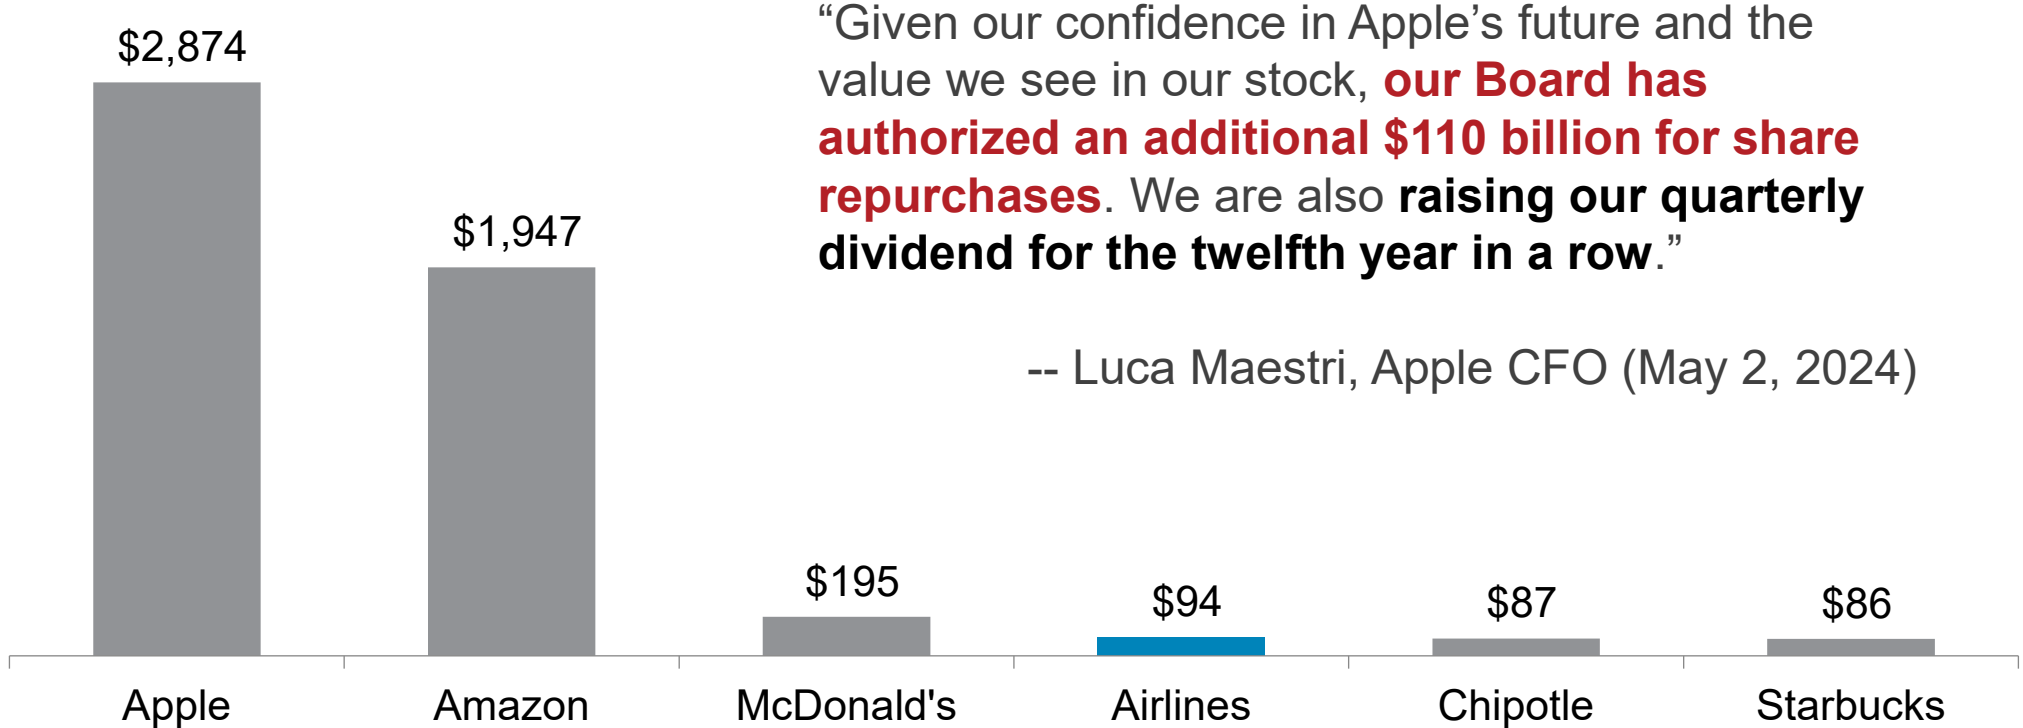 $2,874
$1,947
$195
$94
$87
$86
Apple
Amazon
McDonald's
Airlines
Chipotle
Starbucks
“Given our confidence in Apple’s future and the
value we see in our stock, our Board has
authorized an additional $110 billion for share
repurchases. We are also raising our quarterly
dividend for the twelfth year in a row.”
-- Luca Maestri, Apple CFO (May 2, 2024)